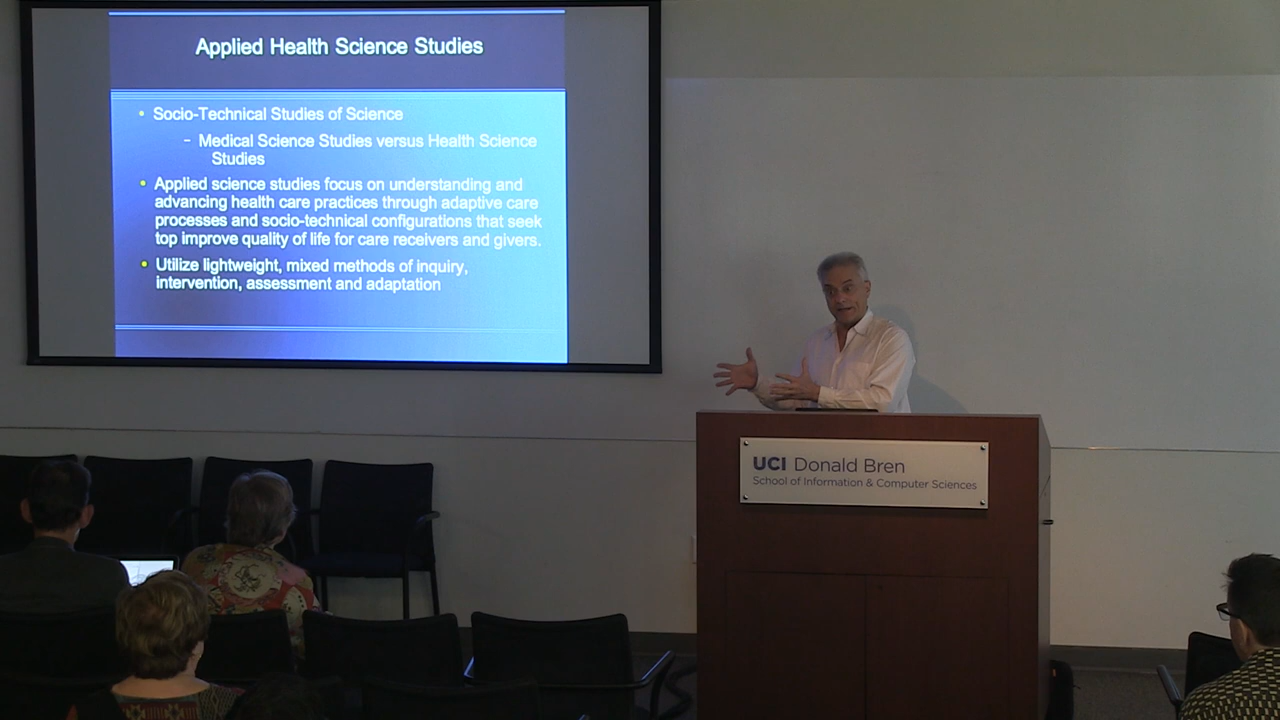 Applied Health Science Studies
• Socio-Technical Studies of Science
– Medical Science Studies versus Health Science
Studies
• Applied science studies focus on understanding and
advancing health care practices through adaptive care
processes and socio-technical configurations that seek
top improve quality of life for care receivers and givers.
• Utilize lightweight, mixed methods of inquiry,
intervention, assessment and adaptation
UCI Donald Bren
School of Information & Computer Sciences